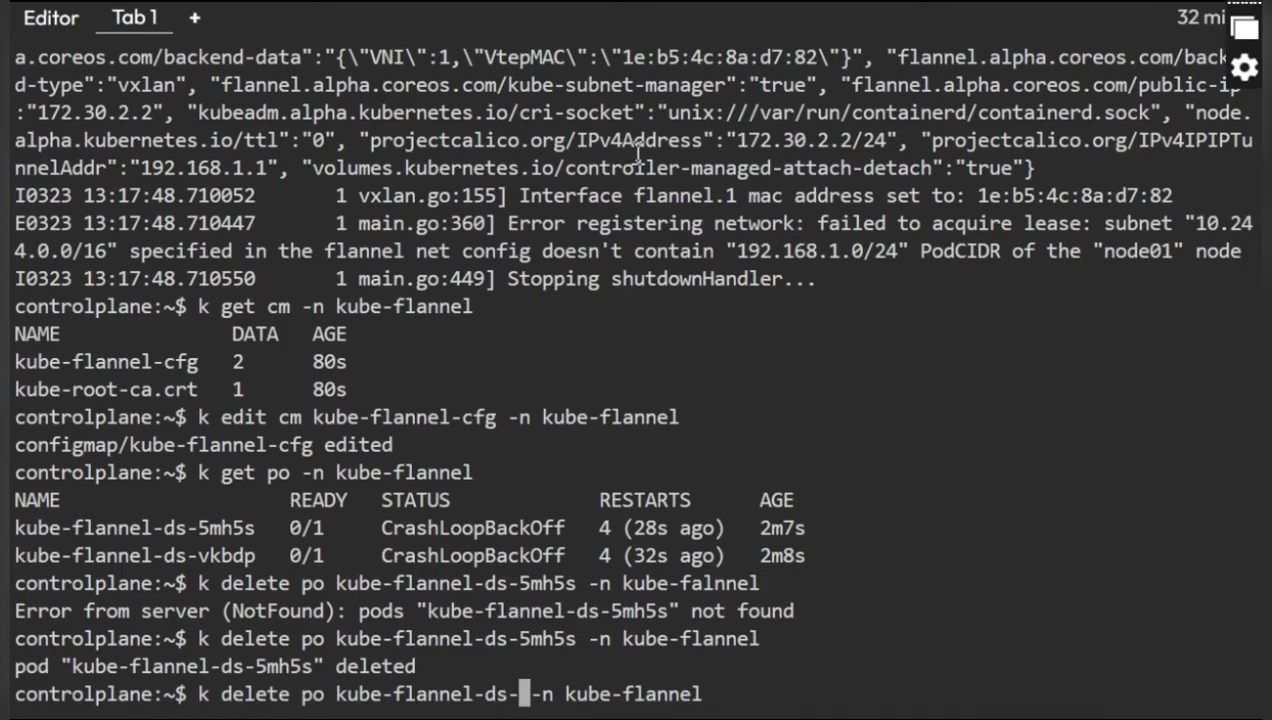 Editor Tab 1 + 32 mi
a.coreos.com/backend-data":"{\"VNI\":1,\"VtepMAC\":\"1e:b5:4c:8a:d7:82\"}", "flannel.alpha.coreos.com/back
d-type":"vxlan", "flannel.alpha.coreos.com/kube-subnet-manager":"true", "flannel.alpha.coreos.com/public-ip
:"172.30.2.2", "kubeadm.alpha.kubernetes.io/cri-socket":"unix:///var/run/containerd/containerd.sock", "node.
alpha.kubernetes.io/ttl":"0", "projectcalico.org/IPv4Address":"172.30.2.2/24", "projectcalico.org/IPv4IPIPTu
nnelAddr":"192.168.1.1", "volumes.kubernetes.io/controller-managed-attach-detach":"true"}
I0323 13:17:48.710052       1 vxlan.go:155] Interface flannel.1 mac address set to: 1e:b5:4c:8a:d7:82
E0323 13:17:48.710447       1 main.go:360] Error registering network: failed to acquire lease: subnet "10.24
4.0.0/16" specified in the flannel net config doesn't contain "192.168.1.0/24" PodCIDR of the "node01" node
I0323 13:17:48.710550       1 main.go:449] Stopping shutdownHandler...
controlplane:~$ k get cm -n kube-flannel
NAME               DATA   AGE
kube-flannel-cfg   2      80s
kube-root-ca.crt   1      80s
controlplane:~$ k edit cm kube-flannel-cfg -n kube-flannel
configmap/kube-flannel-cfg edited
controlplane:~$ k get po -n kube-flannel
NAME                    READY   STATUS             RESTARTS      AGE
kube-flannel-ds-5mh5s   0/1     CrashLoopBackOff   4 (28s ago)   2m7s
kube-flannel-ds-vkbdp   0/1     CrashLoopBackOff   4 (32s ago)   2m8s
controlplane:~$ k delete po kube-flannel-ds-5mh5s -n kube-falnnel
Error from server (NotFound): pods "kube-flannel-ds-5mh5s" not found
controlplane:~$ k delete po kube-flannel-ds-5mh5s -n kube-flannel
pod "kube-flannel-ds-5mh5s" deleted
controlplane:~$ k delete po kube-flannel-ds- -n kube-flannel